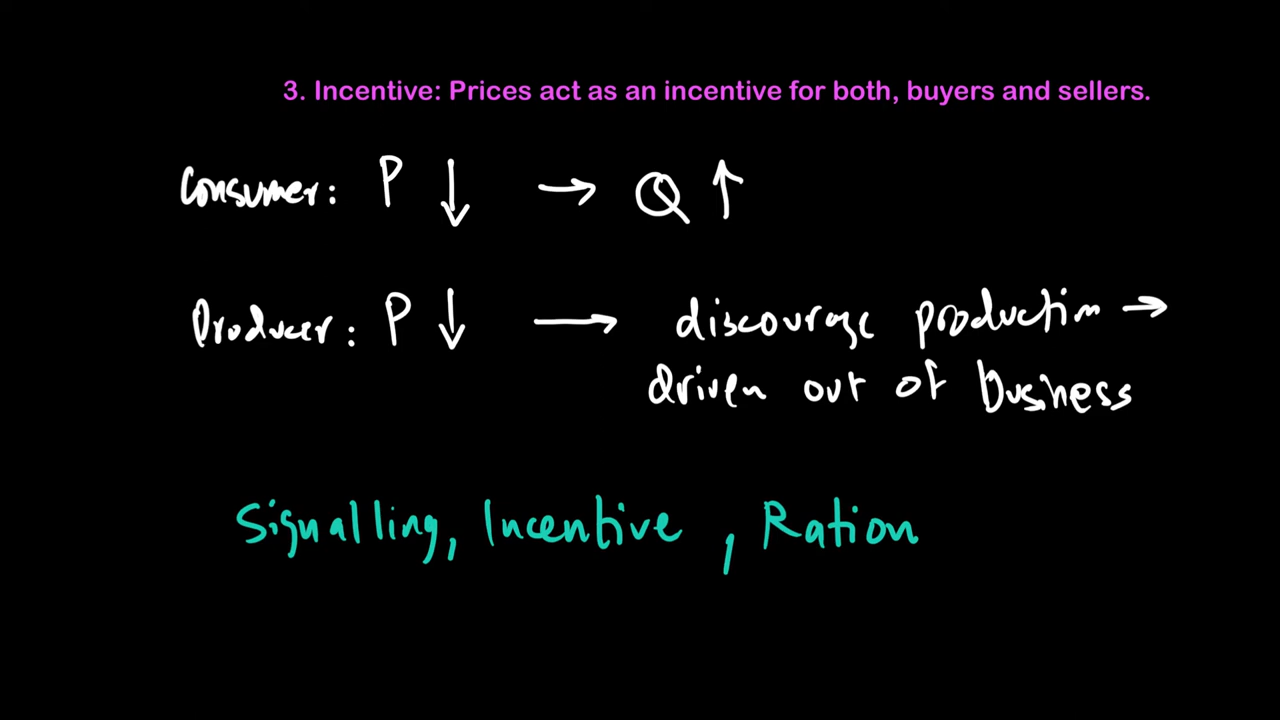 3. Incentive: Prices act as an incentive for both, buyers and sellers.
Consumer: P ↓ → Q ↑
Producer: P ↓ → discourage production →
driven out of business
Signalling, Incentive, Ration